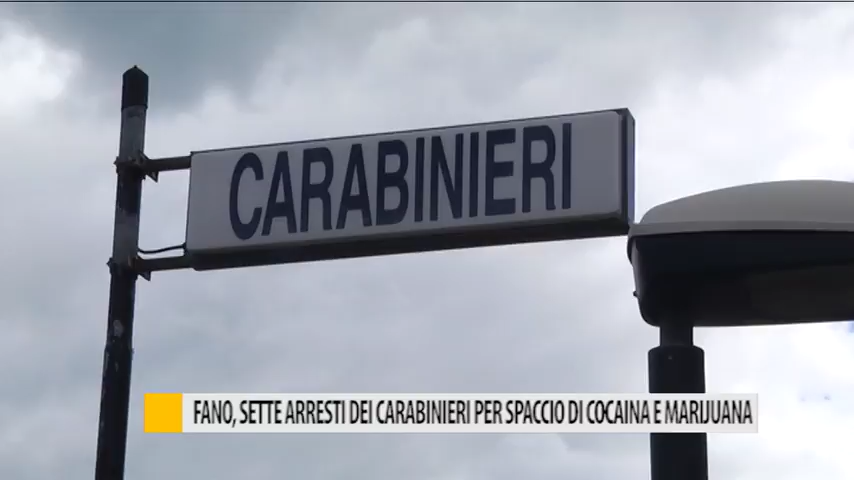 CARABINIERI
FANO, SETTE ARRESTI DEI CARABINIERI PER SPACCIO DI COCAINA E MARIJUANA